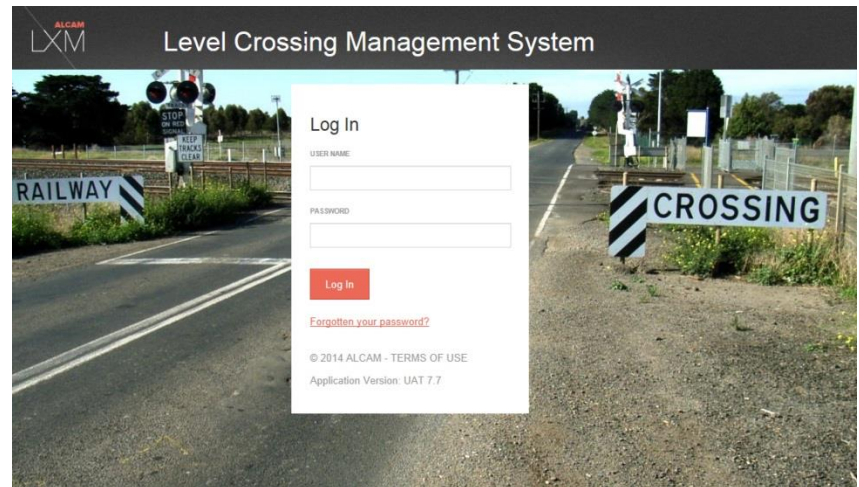 ALCAM
LXM
Level Crossing Management System
STOP
ON RED
SIGNAL
KEEP
TRACKS
CLEAR
RAILWAY
CROSSING
Log In
USER NAME
PASSWORD
Log In
Forgotten your password?
© 2014 ALCAM - TERMS OF USE
Application Version: UAT 7.7